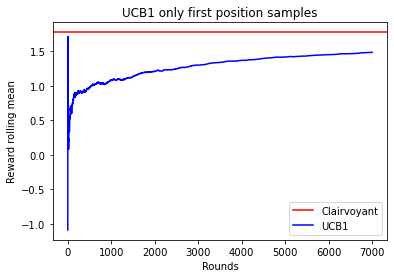 UCB1 only first position samples
Reward rolling mean
1.5
1.0
0.5
0.0
−0.5
−1.0
0 1000 2000 3000 4000 5000 6000 7000
Rounds
Clairvoyant
UCB1